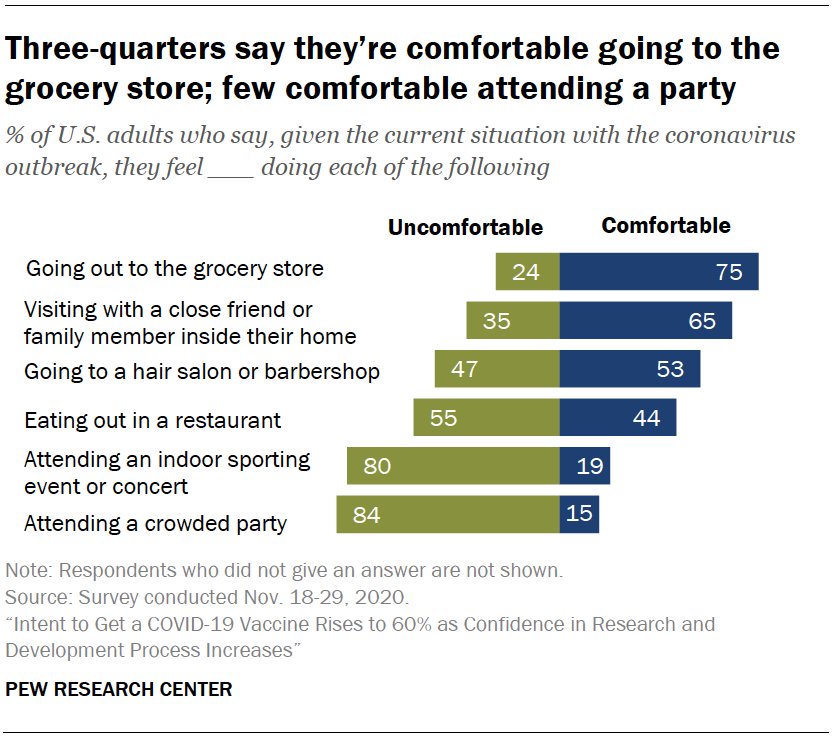 Three-quarters say they’re comfortable going to the
grocery store; few comfortable attending a party
% of U.S. adults who say, given the current situation with the coronavirus
outbreak, they feel ___ doing each of the following
Uncomfortable Comfortable
Going out to the grocery store 24 75
Visiting with a close friend or
family member inside their home 35 65
Going to a hair salon or barbershop 47 53
Eating out in a restaurant 55 44
Attending an indoor sporting
event or concert 80 19
Attending a crowded party 84 15
Note: Respondents who did not give an answer are not shown.
Source: Survey conducted Nov. 18-29, 2020.
“Intent to Get a COVID-19 Vaccine Rises to 60% as Confidence in Research and
Development Process Increases”
PEW RESEARCH CENTER